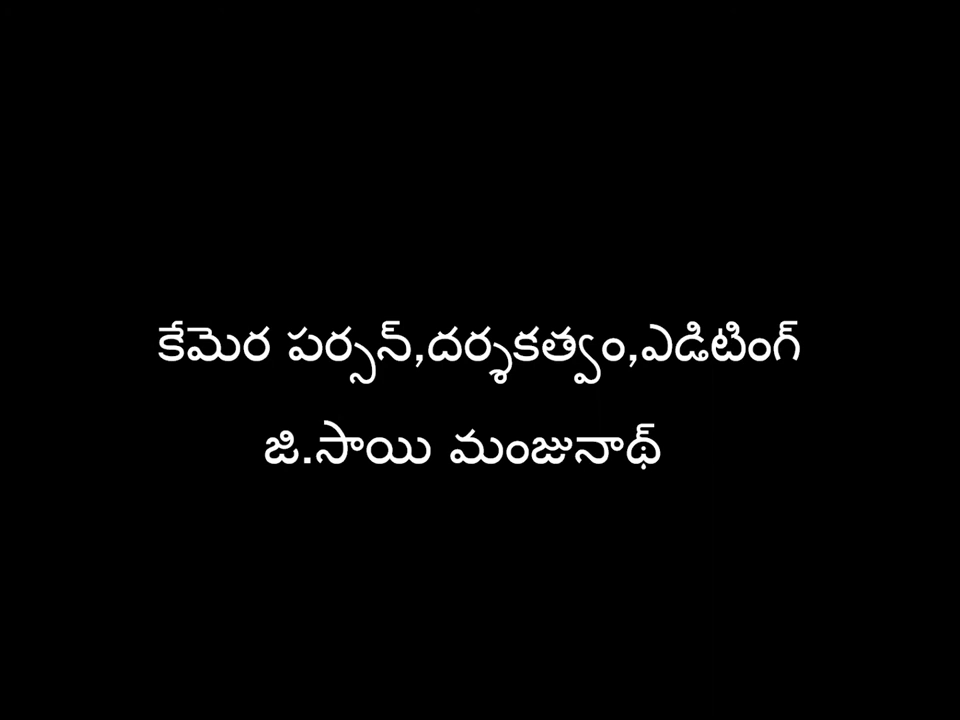 కేమెర పర్సన్,దర్శకత్వం,ఎడిటింగ్
జి.సాయి మంజునాథ్